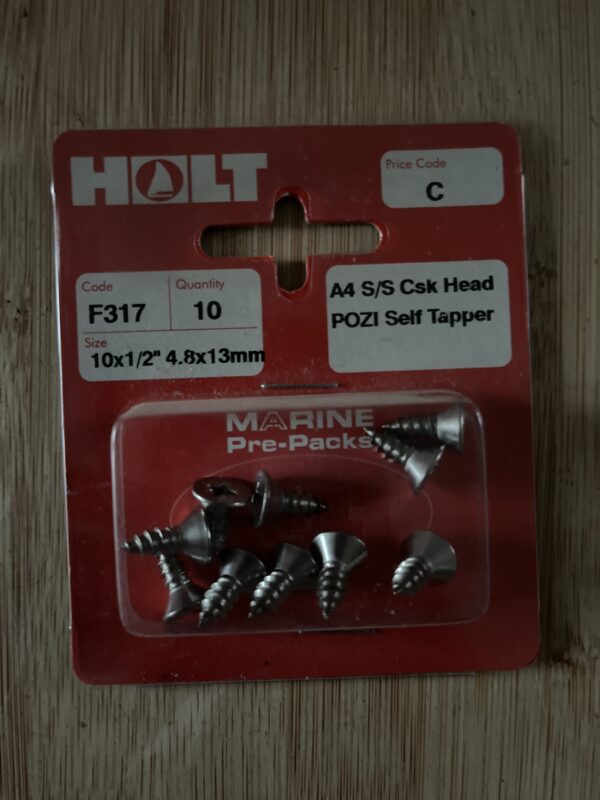 HOLT
Price Code
C
Code
F317
Quantity
10
Size
10x1/2" 4.8x13mm
A4 S/S Csk Head
POZI Self Tapper
MARINE
Pre-Packs